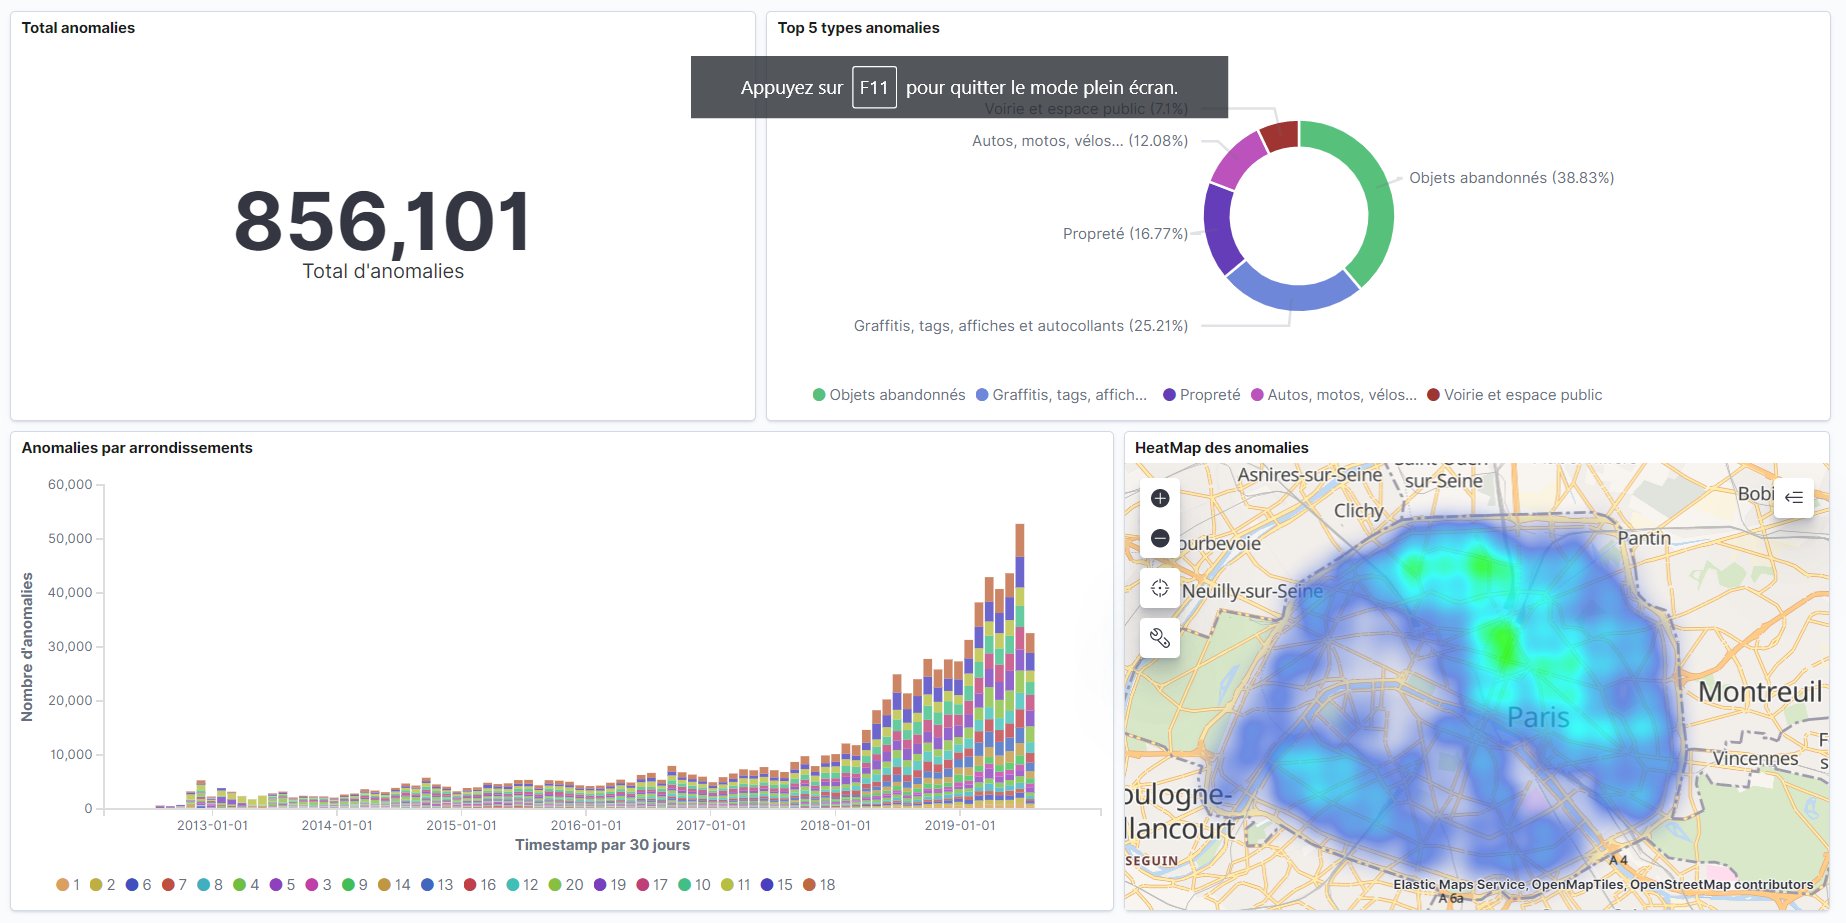 Total anomalies
856,101
Total d'anomalies
Top 5 types anomalies
Appuyez sur F11 pour quitter le mode plein écran.
Voirie et espace public (7.1%)
Autos, motos, vélos... (12.08%)
Objets abandonnés (38.83%)
Propreté (16.77%)
Graffitis, tags, affiches et autocollants (25.21%)
Objets abandonnés Graffitis, tags, affich... Propreté Autos, motos, vélos... Voirie et espace public
Anomalies par arrondissements
60,000
50,000
40,000
30,000
20,000
10,000
0
Nombre d'anomalies
2013-01-01 2014-01-01 2015-01-01 2016-01-01 2017-01-01 2018-01-01 2019-01-01
Timestamp par 30 jours
1 2 6 7 8 4 5 3 9 14 13 16 12 20 19 17 10 11 15 18
HeatMap des anomalies
Asnires-sur-Seine
sur-Seine
Bobi
Clichy
Pantin
ourbevoie
Neuilly-sur-Seine
Montreuil
Paris
Vincennes
F
s
oulogne-
llancourt
SEGUIN
A 4
Elastic Maps Service, OpenMapTiles, OpenStreetMap contributors
A 6a